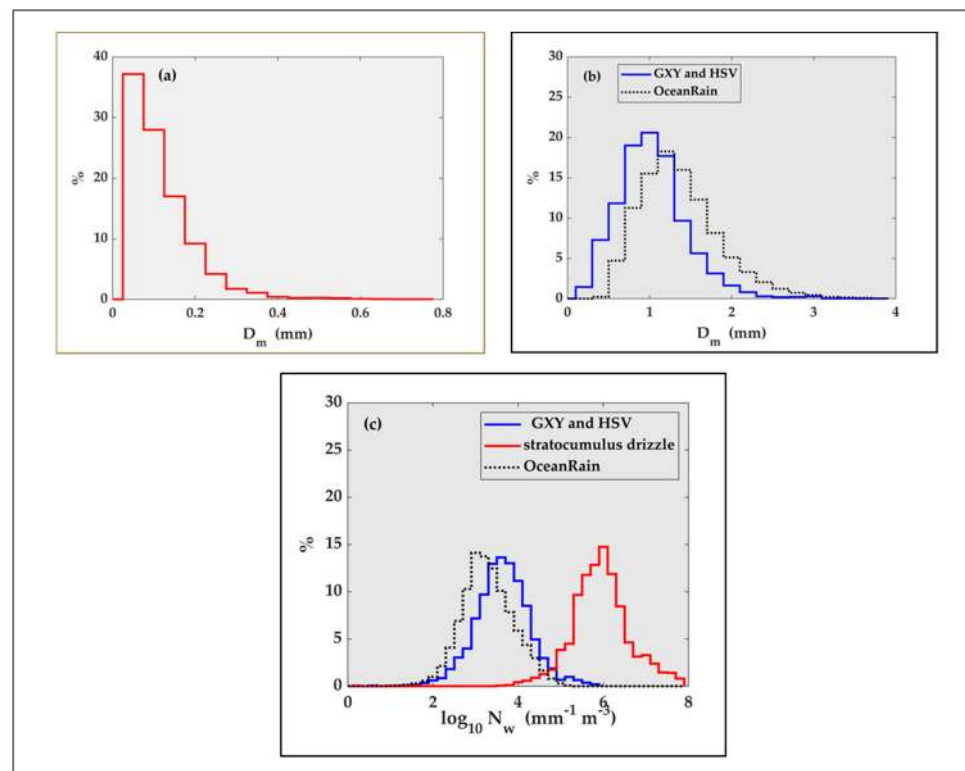 (a)
40
30
20
10
0
%
0 0.2 0.4 0.6 0.8
D_m (mm)
(b)
GXY and HSV
OceanRain
30
25
20
15
10
5
0
%
0 1 2 3 4
D_m (mm)
(c)
GXY and HSV
stratocumulus drizzle
OceanRain
30
25
20
15
10
5
0
%
0 2 4 6 8
log₁₀ N_w (mm⁻¹ m⁻³)